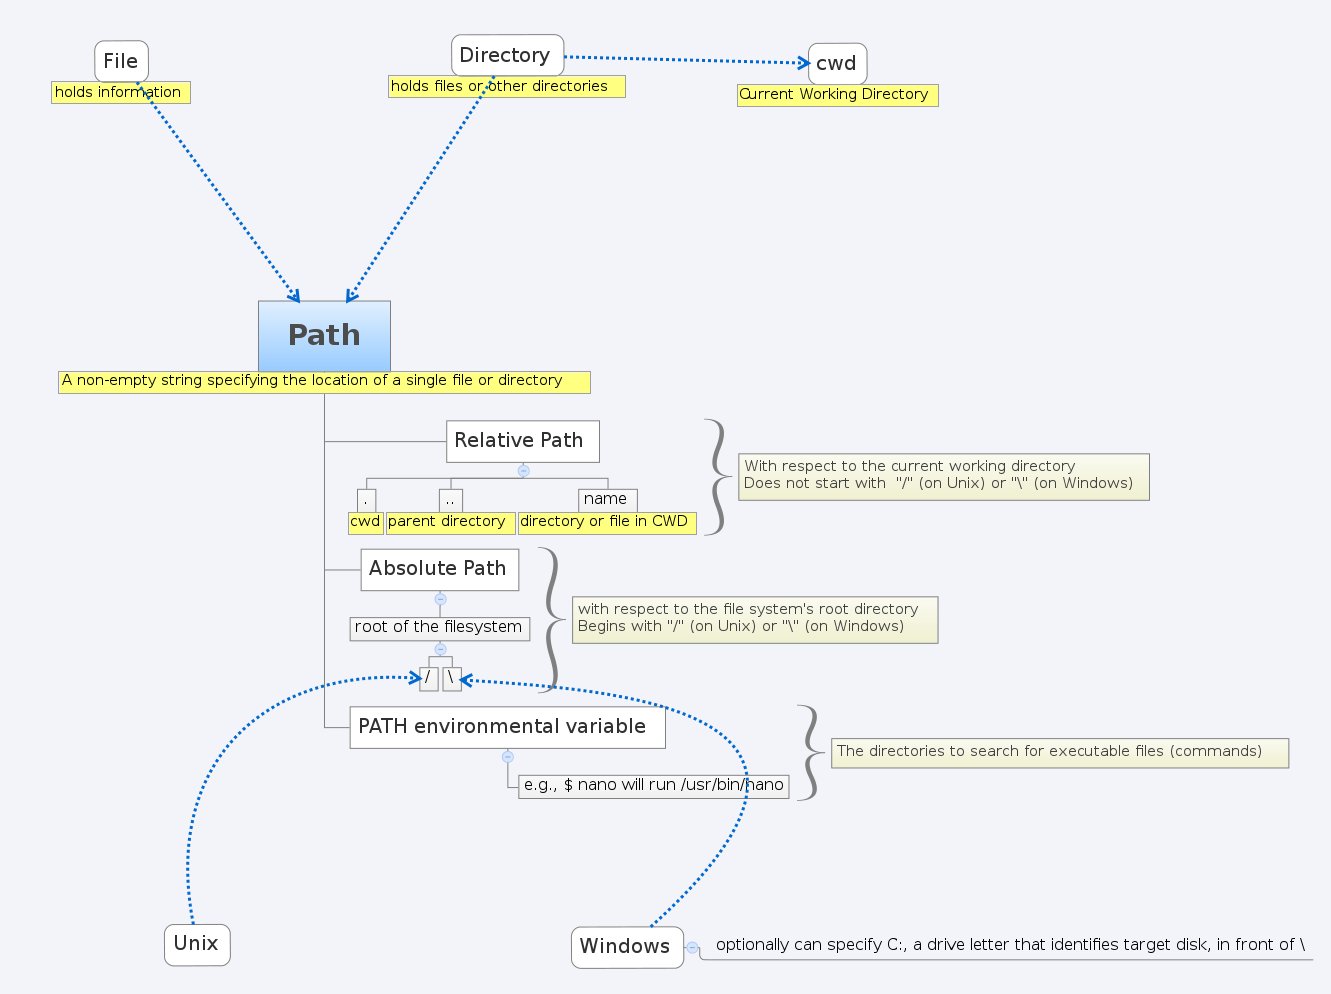 File
holds information
Directory
holds files or other directories
cwd
Current Working Directory
Path
A non-empty string specifying the location of a single file or directory
Relative Path
.
cwd
..
parent directory
name
directory or file in CWD
With respect to the current working directory
Does not start with  "/" (on Unix) or "\" (on Windows)
Absolute Path
root of the filesystem
/
\
with respect to the file system's root directory
Begins with "/" (on Unix) or "\" (on Windows)
PATH environmental variable
e.g., $ nano will run /usr/bin/nano
The directories to search for executable files (commands)
Unix
Windows
optionally can specify C:, a drive letter that identifies target disk, in front of \